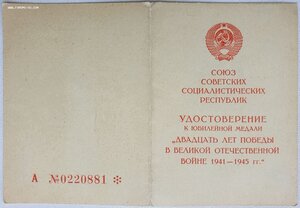 А №0220881 *
СОЮЗ
СОВЕТСКИХ
СОЦИАЛИСТИЧЕСКИХ
РЕСПУБЛИК
УДОСТОВЕРЕНИЕ
К ЮБИЛЕЙНОЙ МЕДАЛИ
„ДВАДЦАТЬ ЛЕТ ПОБЕДЫ
В ВЕЛИКОЙ ОТЕЧЕСТВЕННОЙ
ВОЙНЕ 1941—1945 гг."